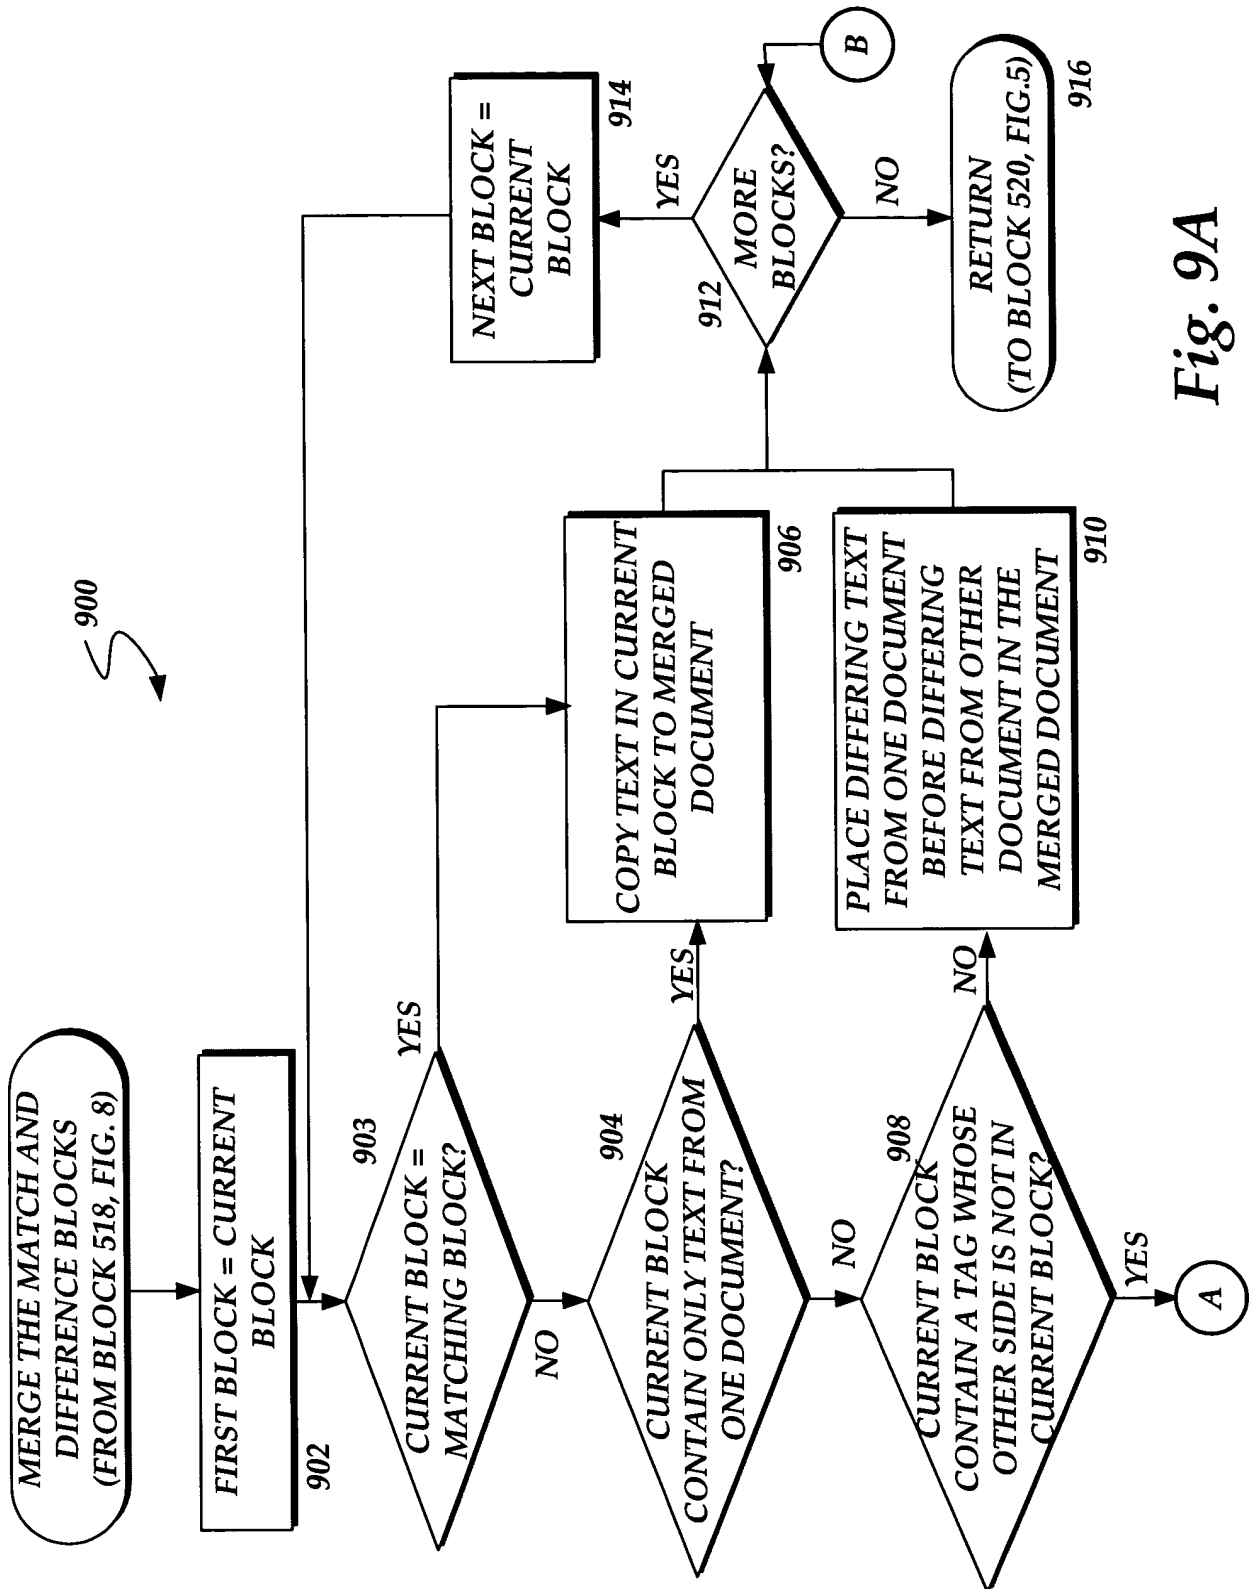 900
MERGE THE MATCH AND
DIFFERENCE BLOCKS
(FROM BLOCK 518, FIG. 8)
FIRST BLOCK = CURRENT
BLOCK
902
903
CURRENT BLOCK =
MATCHING BLOCK?
YES
NO
904
CURRENT BLOCK
CONTAIN ONLY TEXT FROM
ONE DOCUMENT?
YES
NO
COPY TEXT IN CURRENT
BLOCK TO MERGED
DOCUMENT
906
908
CURRENT BLOCK
CONTAIN A TAG WHOSE
OTHER SIDE IS NOT IN
CURRENT BLOCK?
NO
YES
A
PLACE DIFFERING TEXT
FROM ONE DOCUMENT
BEFORE DIFFERING
TEXT FROM OTHER
DOCUMENT IN THE
MERGED DOCUMENT
910
NEXT BLOCK =
CURRENT
BLOCK
914
YES
912
MORE
BLOCKS?
B
NO
RETURN
(TO BLOCK 520, FIG.5)
916
Fig. 9A